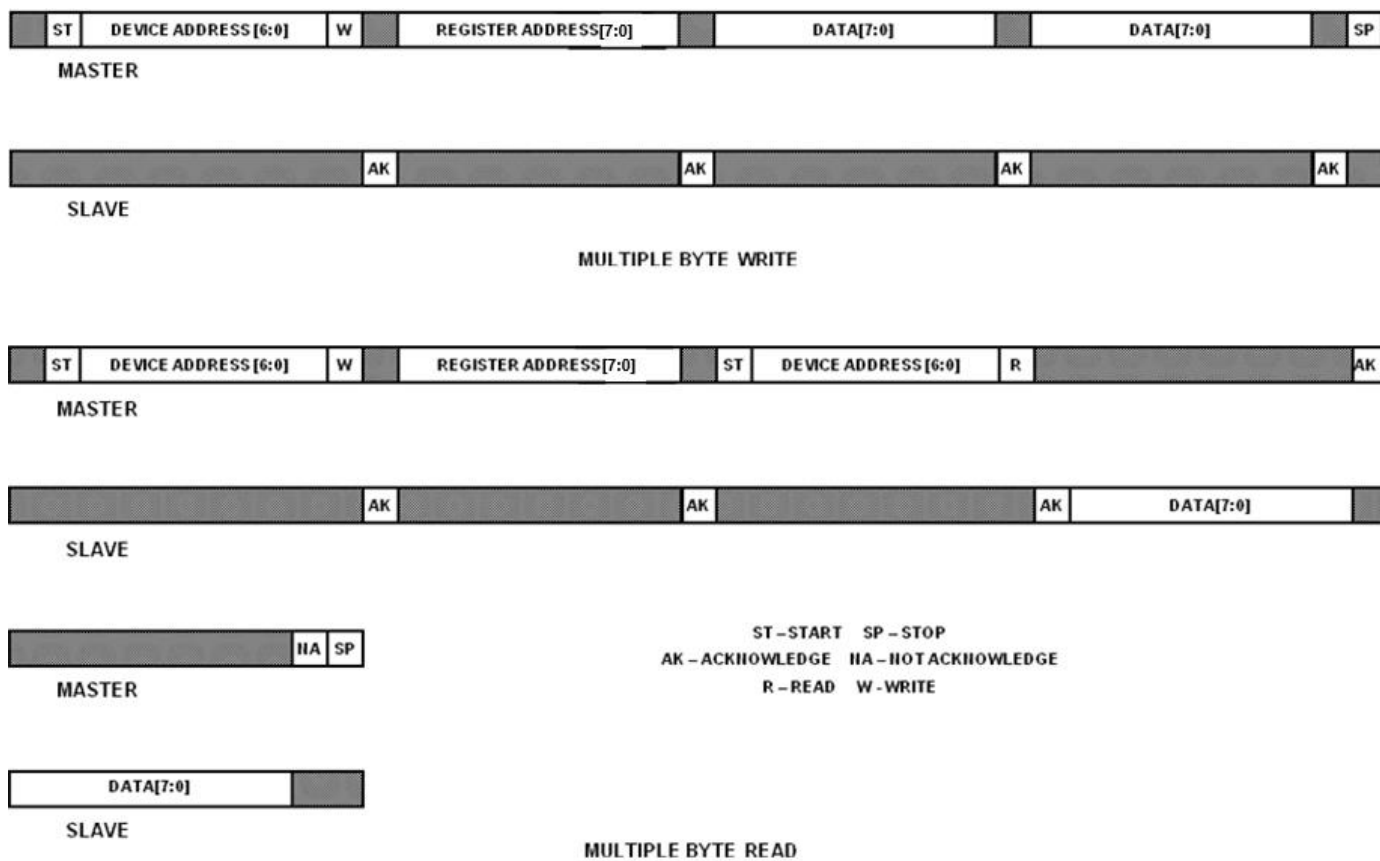 ST DEVICE ADDRESS [6:0] W REGISTER ADDRESS[7:0] DATA[7:0] DATA[7:0] SP
MASTER
AK AK AK AK
SLAVE
MULTIPLE BYTE WRITE
ST DEVICE ADDRESS [6:0] W REGISTER ADDRESS[7:0] ST DEVICE ADDRESS [6:0] R AK
MASTER
AK AK AK DATA[7:0]
SLAVE
NA SP
MASTER
ST – START SP – STOP
AK – ACKNOWLEDGE NA – NOT ACKNOWLEDGE
R – READ W - WRITE
DATA[7:0]
SLAVE
MULTIPLE BYTE READ